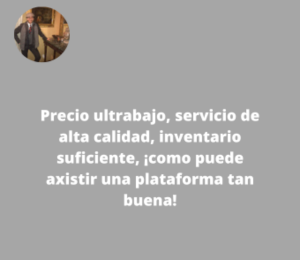 Precio ultrabajo, servicio de
alta calidad, inventario
suficiente, ¡como puede
axistir una plataforma tan
buena!